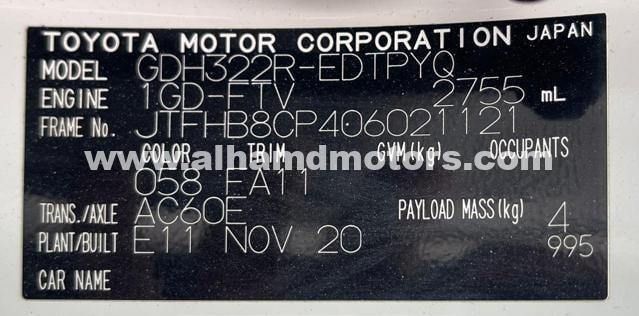 TOYOTA MOTOR CORPORATION JAPAN
MODEL GDH322R-EDTPYQ
ENGINE 1GD-FTV 2755 mL
FRAME No. JTFHB8CP406021121
COLOR TRIM GVM(kg) OCCUPANTS
www.alhamdmotors.com
058 FA11
TRANS./AXLE AC60E PAYLOAD MASS(kg) 4
PLANT/BUILT E11 NOV 20 995
CAR NAME